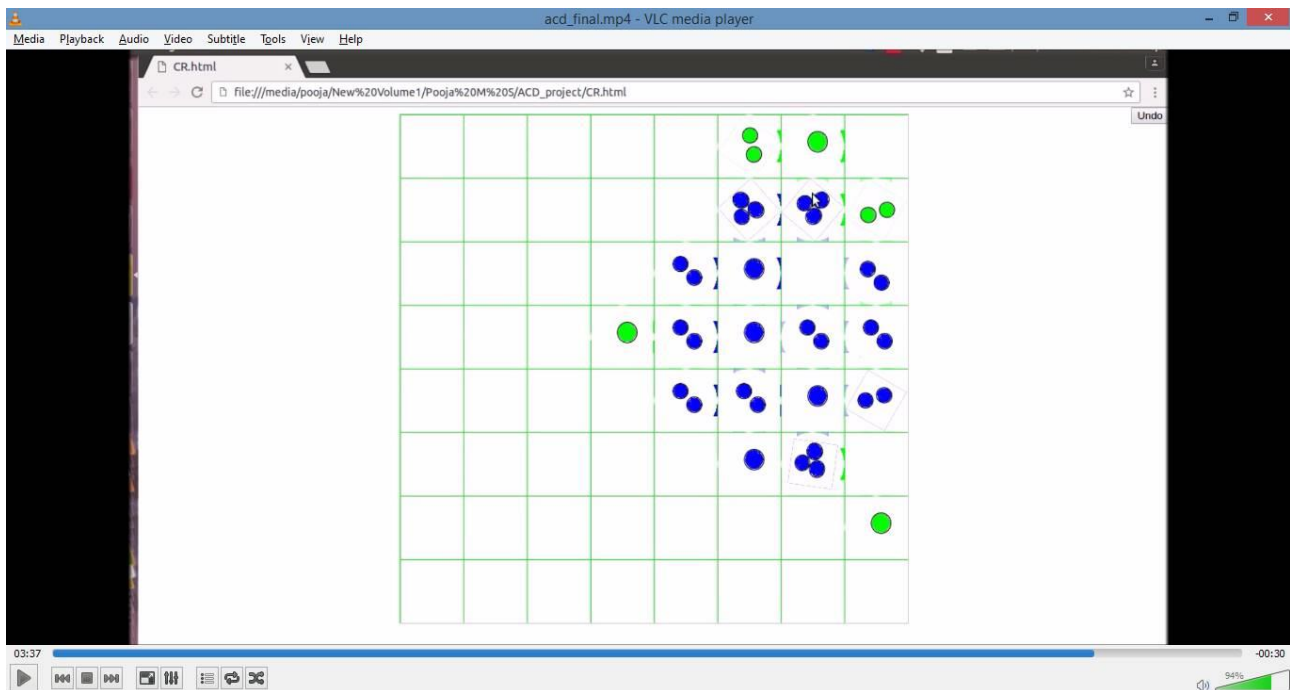 acd_final.mp4 - VLC media player
Media Playback Audio Video Subtitle Tools View Help
CR.html
file:///media/pooja/New%20Volume1/Pooja%20M%20S/ACD_project/CR.html
Undo
03:37
-00:30
94%